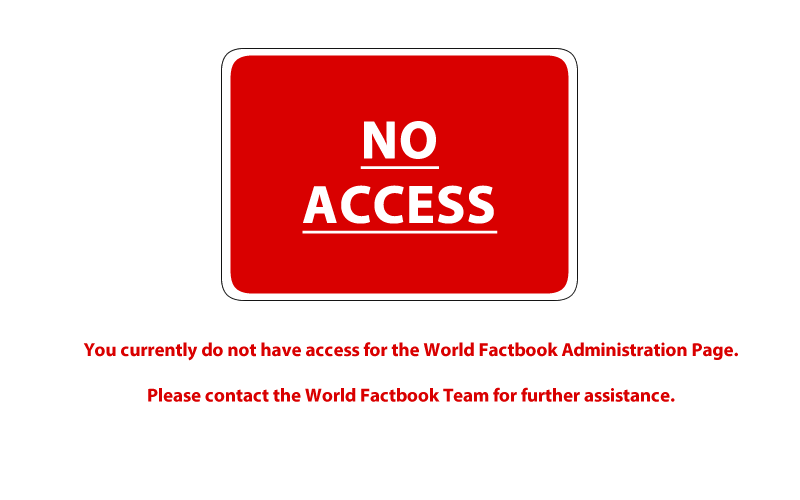 NO
ACCESS
You currently do not have access for the World Factbook Administration Page.
Please contact the World Factbook Team for further assistance.